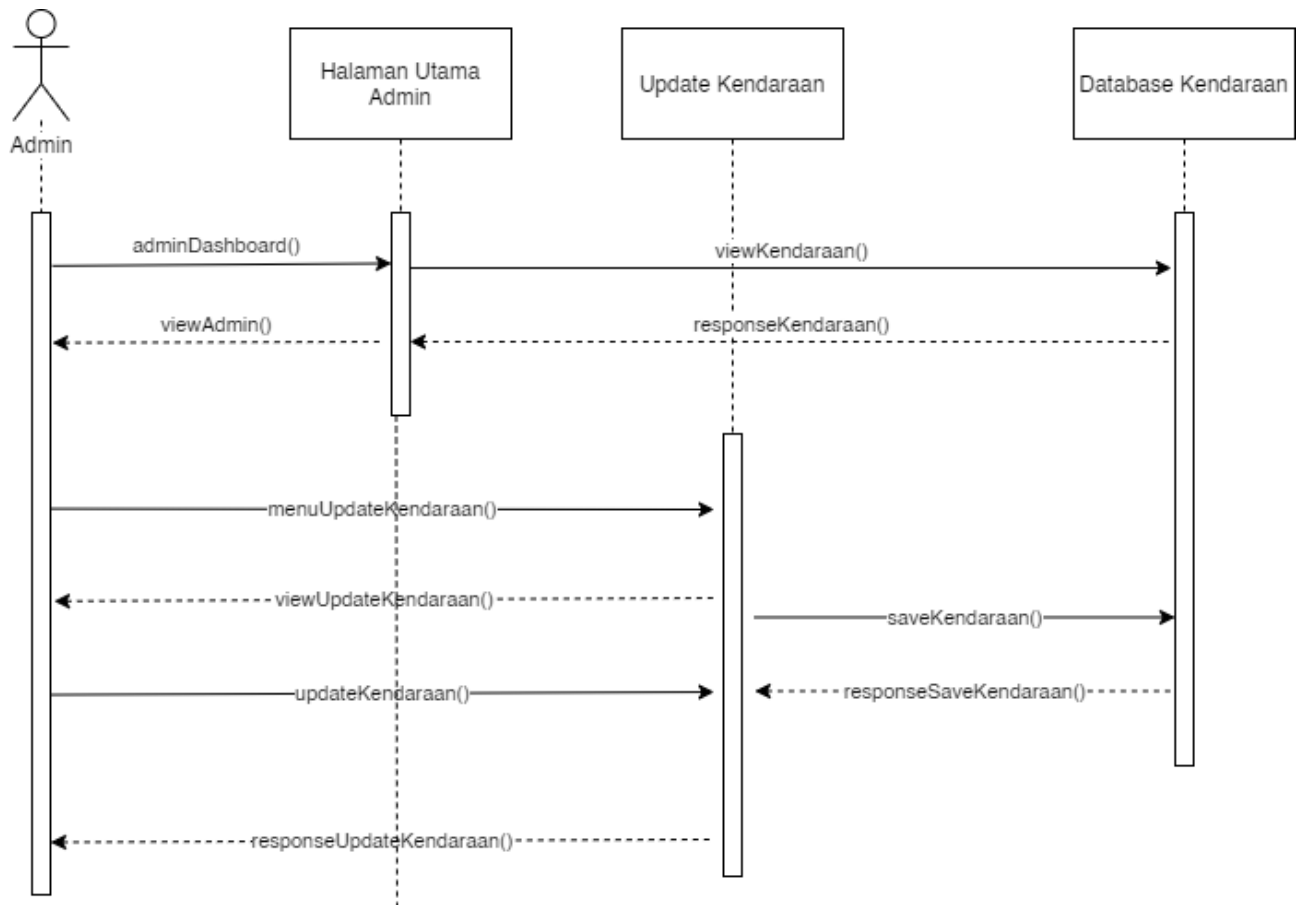 Halaman Utama
Admin
Update Kendaraan
Database Kendaraan
Admin
adminDashboard()
viewKendaraan()
viewAdmin()
responseKendaraan()
menuUpdateKendaraan()
viewUpdateKendaraan()
saveKendaraan()
updateKendaraan()
responseSaveKendaraan()
responseUpdateKendaraan()